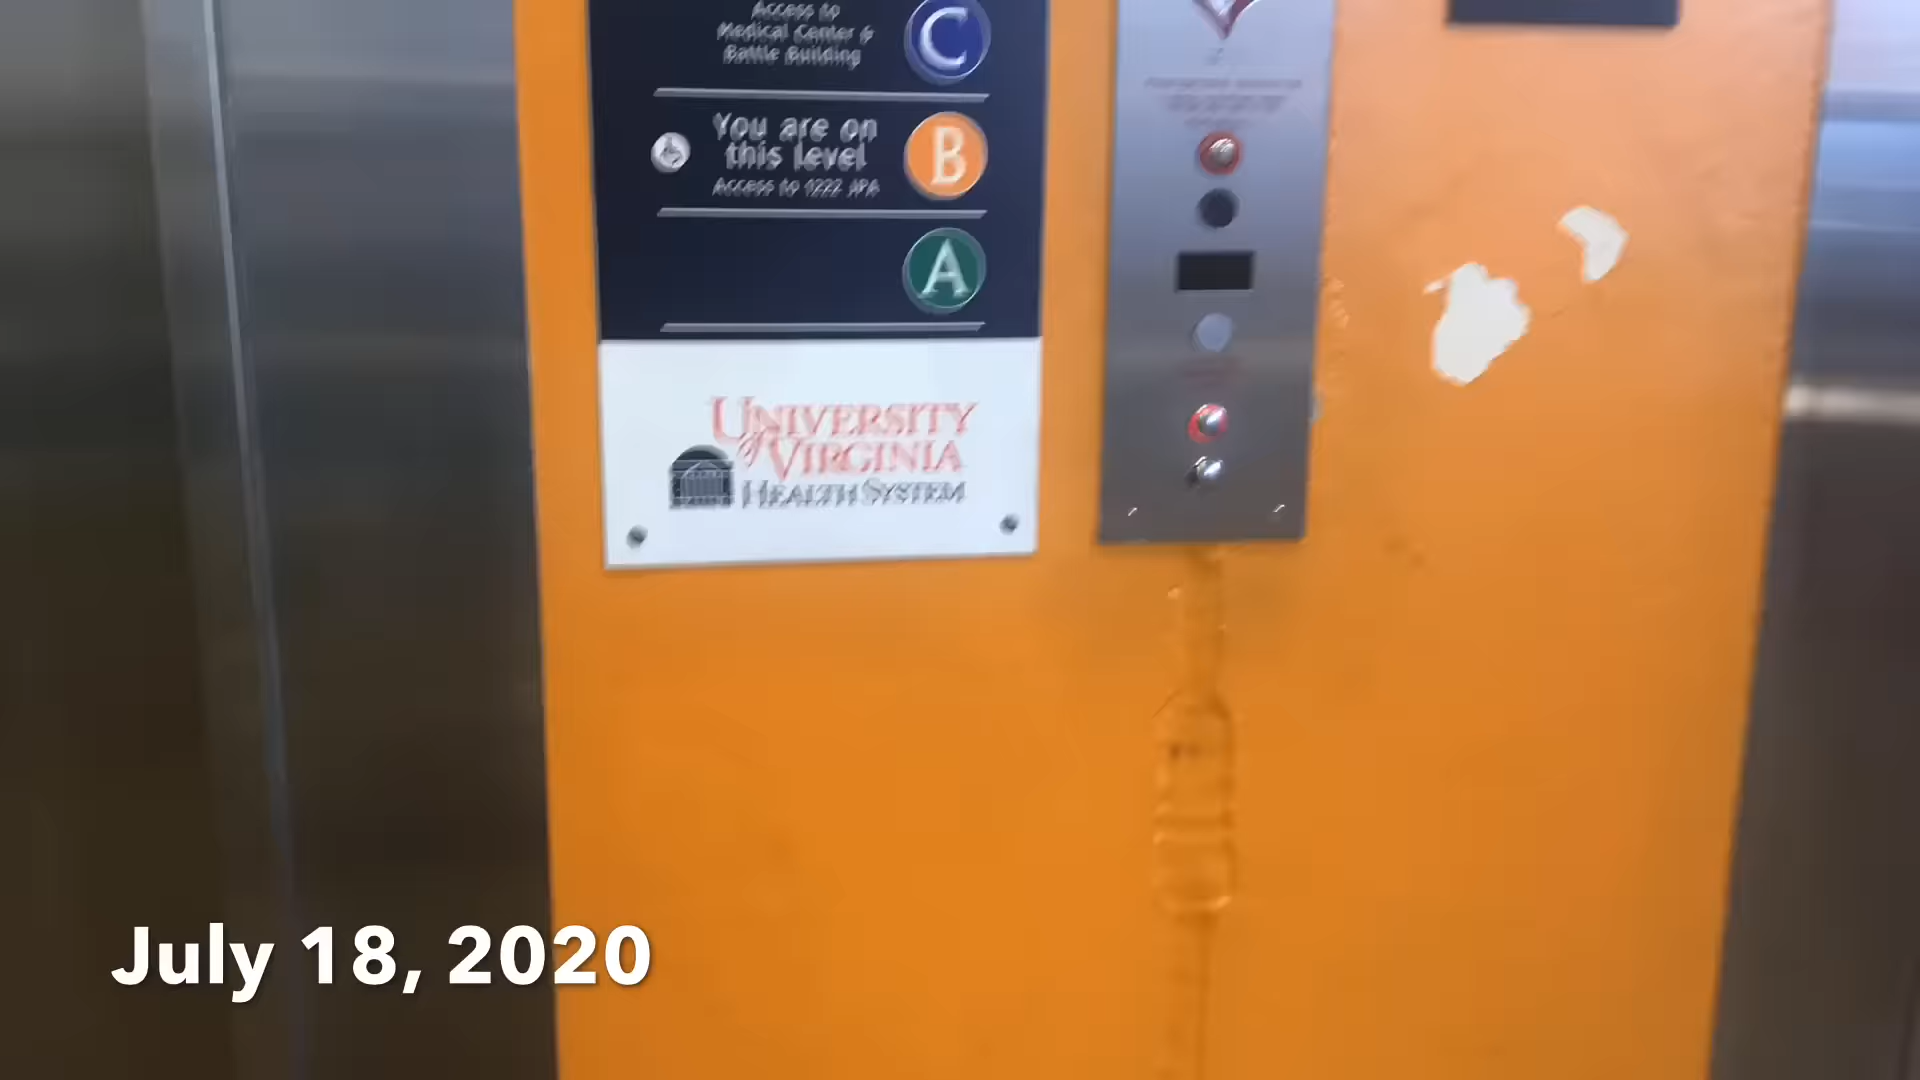 Access to
Medical Center &
Battle Building
C
You are on
this level
Access to 1222 JPA
B
A
UNIVERSITY
of VIRGINIA
HEALTH SYSTEM
July 18, 2020